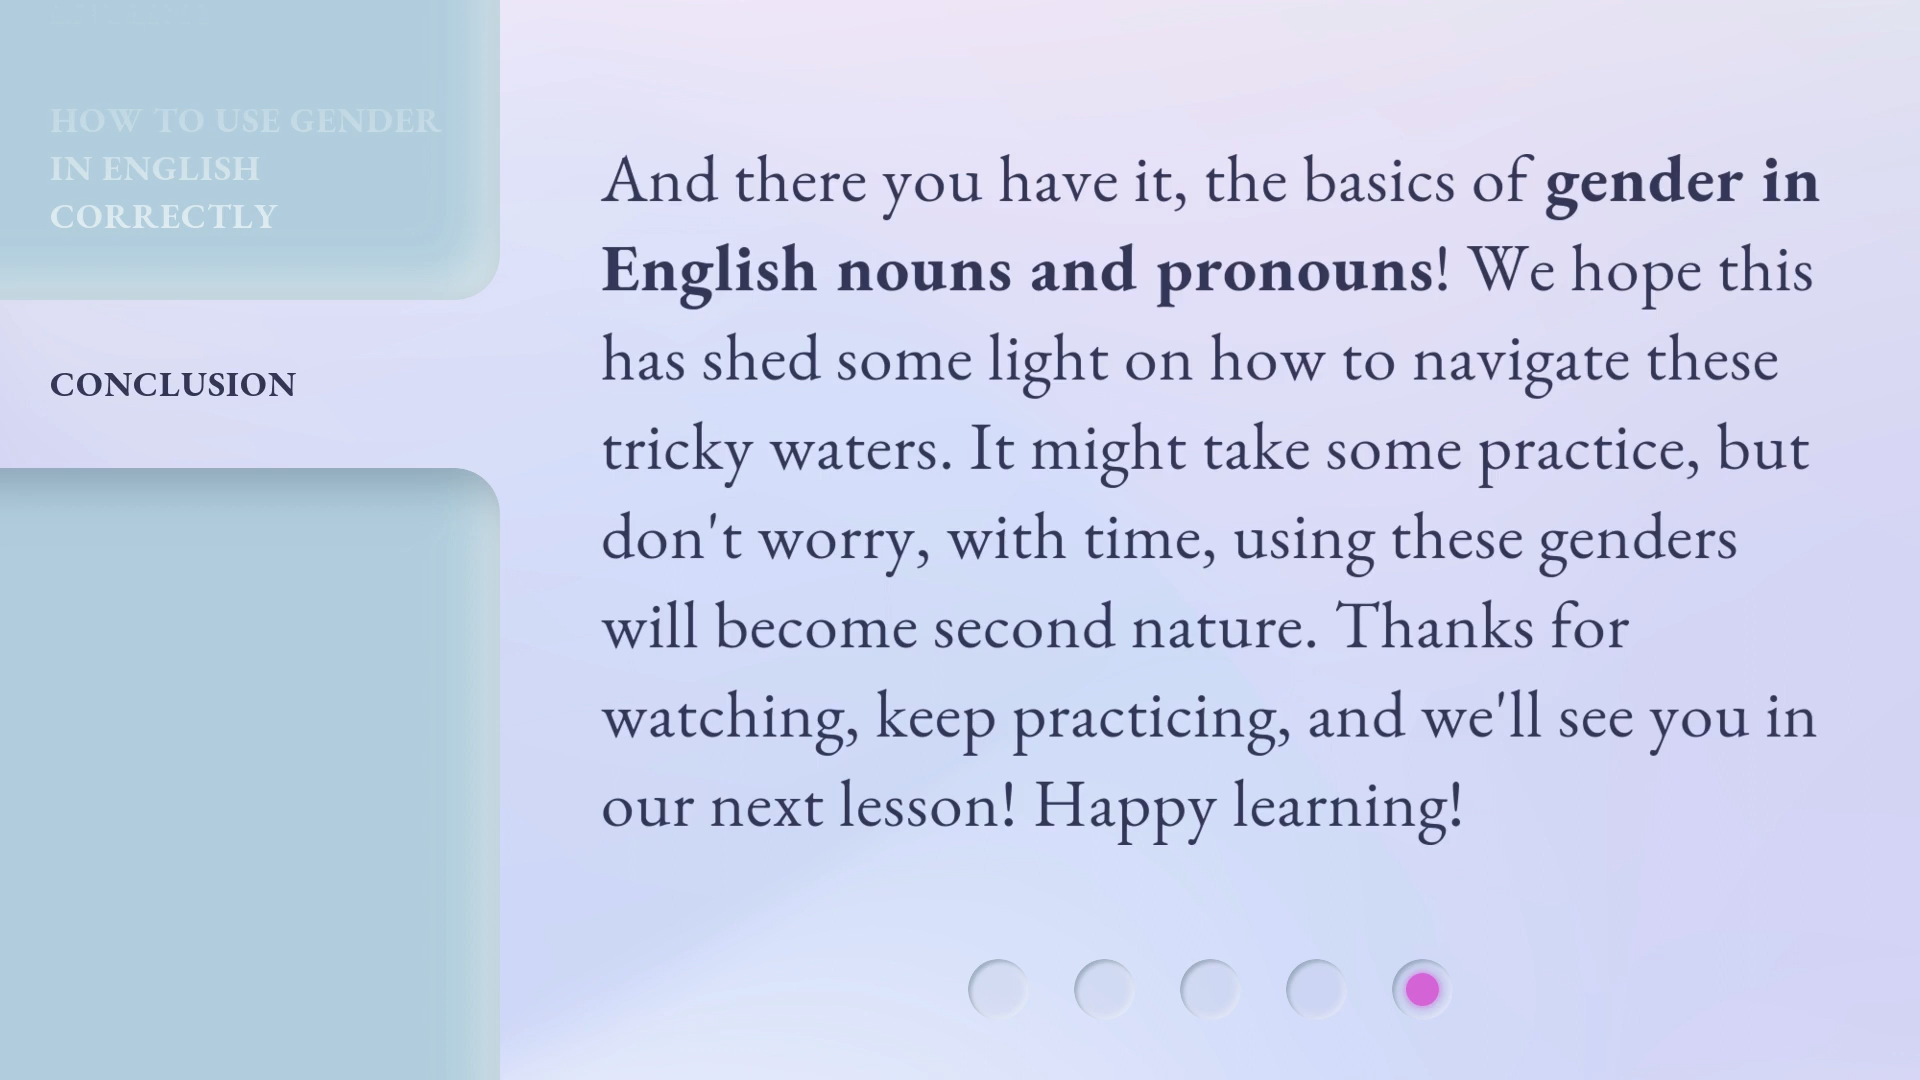 HOW TO USE GENDER
IN ENGLISH
CORRECTLY
CONCLUSION
And there you have it, the basics of gender in
English nouns and pronouns! We hope this
has shed some light on how to navigate these
tricky waters. It might take some practice, but
don't worry, with time, using these genders
will become second nature. Thanks for
watching, keep practicing, and we'll see you in
our next lesson! Happy learning!